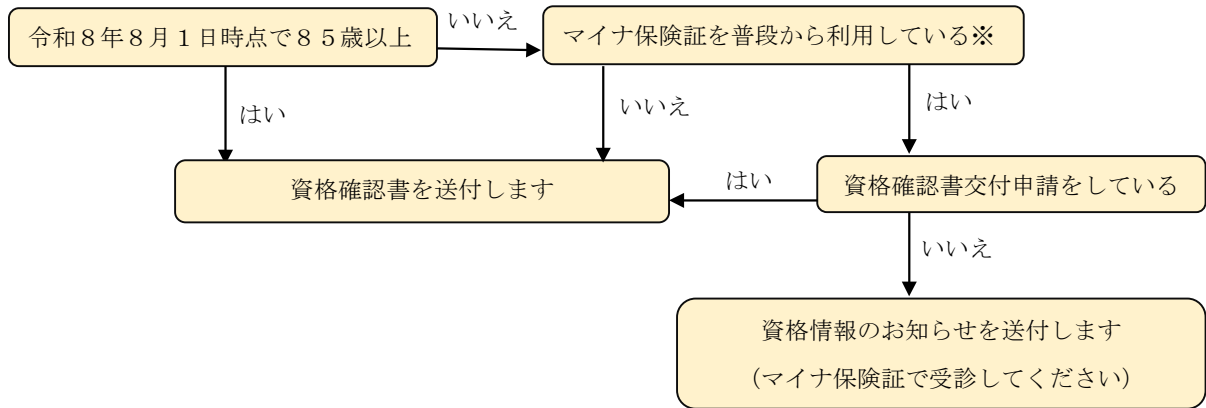 令和８年８月１日時点で８５歳以上
いいえ
マイナ保険証を普段から利用している※
はい
いいえ
はい
資格確認書を送付します
はい
資格確認書交付申請をしている
いいえ
資格情報のお知らせを送付します
（マイナ保険証で受診してください）